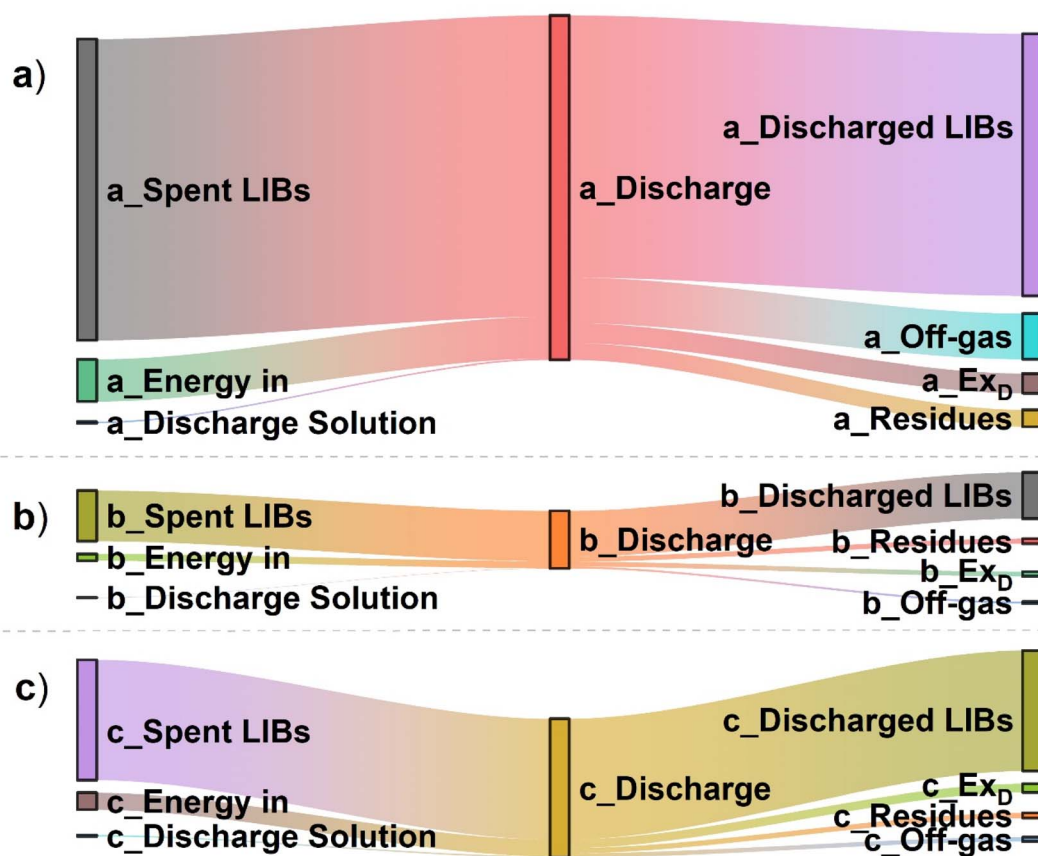 a)
a_Spent LIBs
a_Energy in
a_Discharge Solution
a_Discharge
a_Discharged LIBs
a_Off-gas
a_Ex_D
a_Residues
b)
b_Spent LIBs
b_Energy in
b_Discharge Solution
b_Discharge
b_Discharged LIBs
b_Residues
b_Ex_D
b_Off-gas
c)
c_Spent LIBs
c_Energy in
c_Discharge Solution
c_Discharge
c_Discharged LIBs
c_Ex_D
c_Residues
c_Off-gas